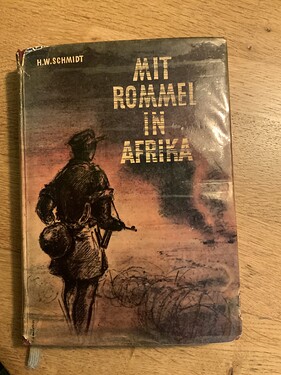 H.W.SCHMIDT
MIT
ROMMEL
IN
AFRIKA